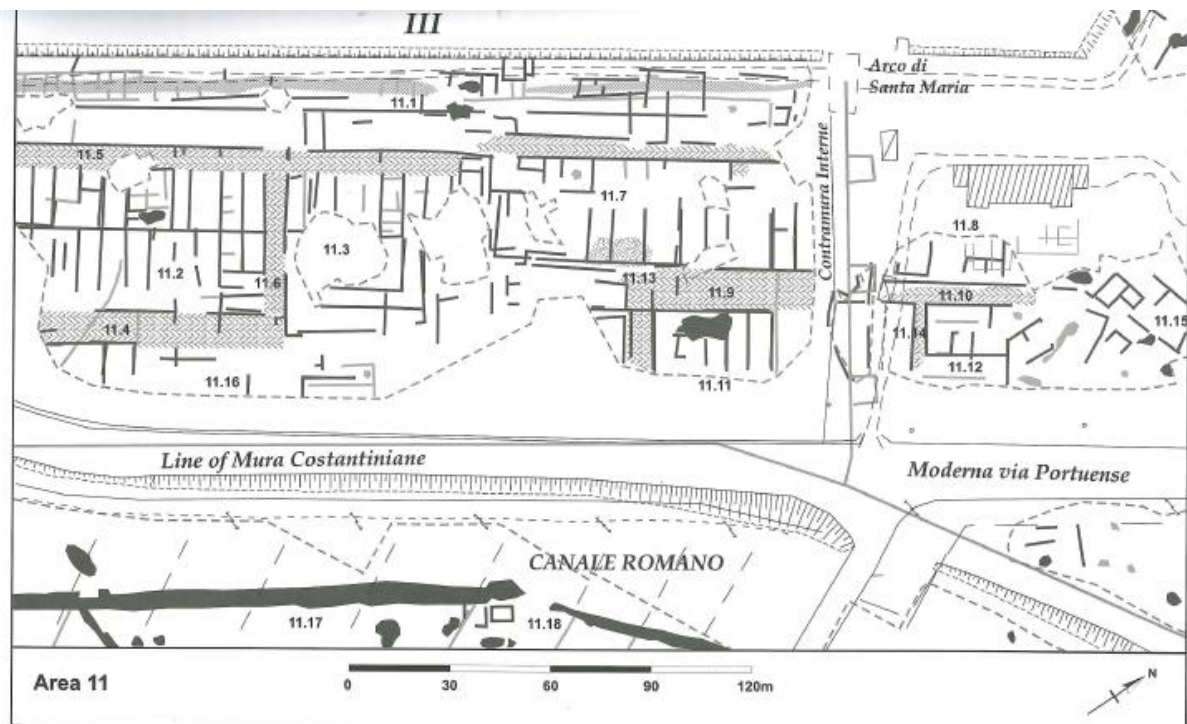 III
Arco di
Santa Maria
11.1
Contramura Interne
11.5
11.7
11.8
11.3
11.2
11.6
11.13
11.9
11.10
11.4
11.14
11.15
11.12
11.16
11.11
Line of Mura Costantiniane
Moderna via Portuense
CANALE ROMANO
11.17
11.18
Area 11
0 30 60 90 120m
N